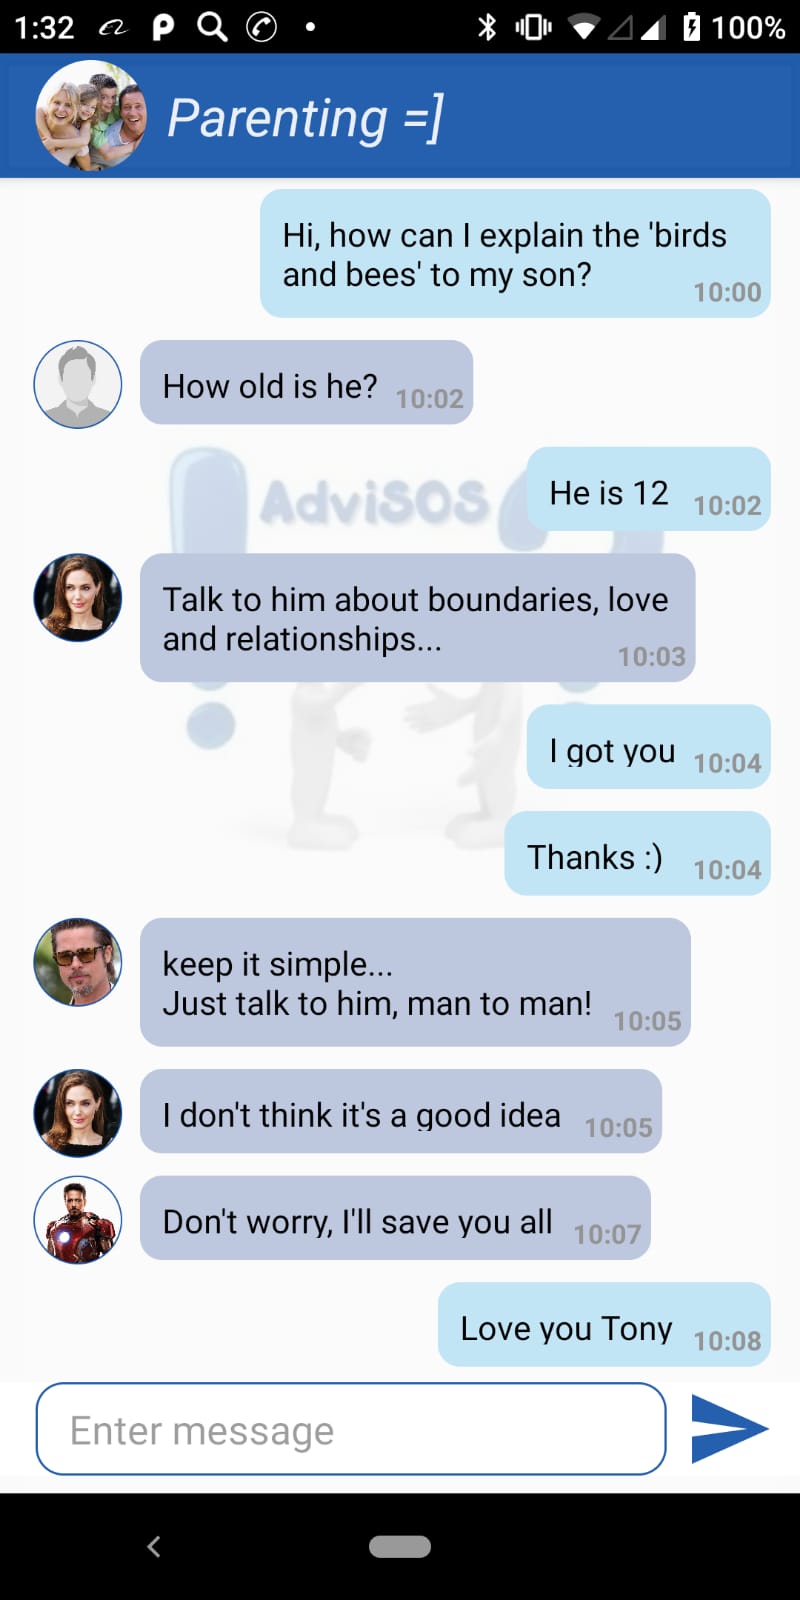 1:32
100%
Parenting =]
Hi, how can I explain the 'birds
and bees' to my son?
10:00
How old is he?
10:02
AdviSOS
He is 12
10:02
Talk to him about boundaries, love
and relationships...
10:03
I got you
10:04
Thanks :)
10:04
keep it simple...
Just talk to him, man to man!
10:05
I don't think it's a good idea
10:05
Don't worry, I'll save you all
10:07
Love you Tony
10:08
Enter message